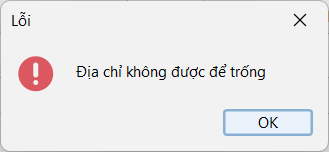 Lỗi
Địa chỉ không được để trống
OK